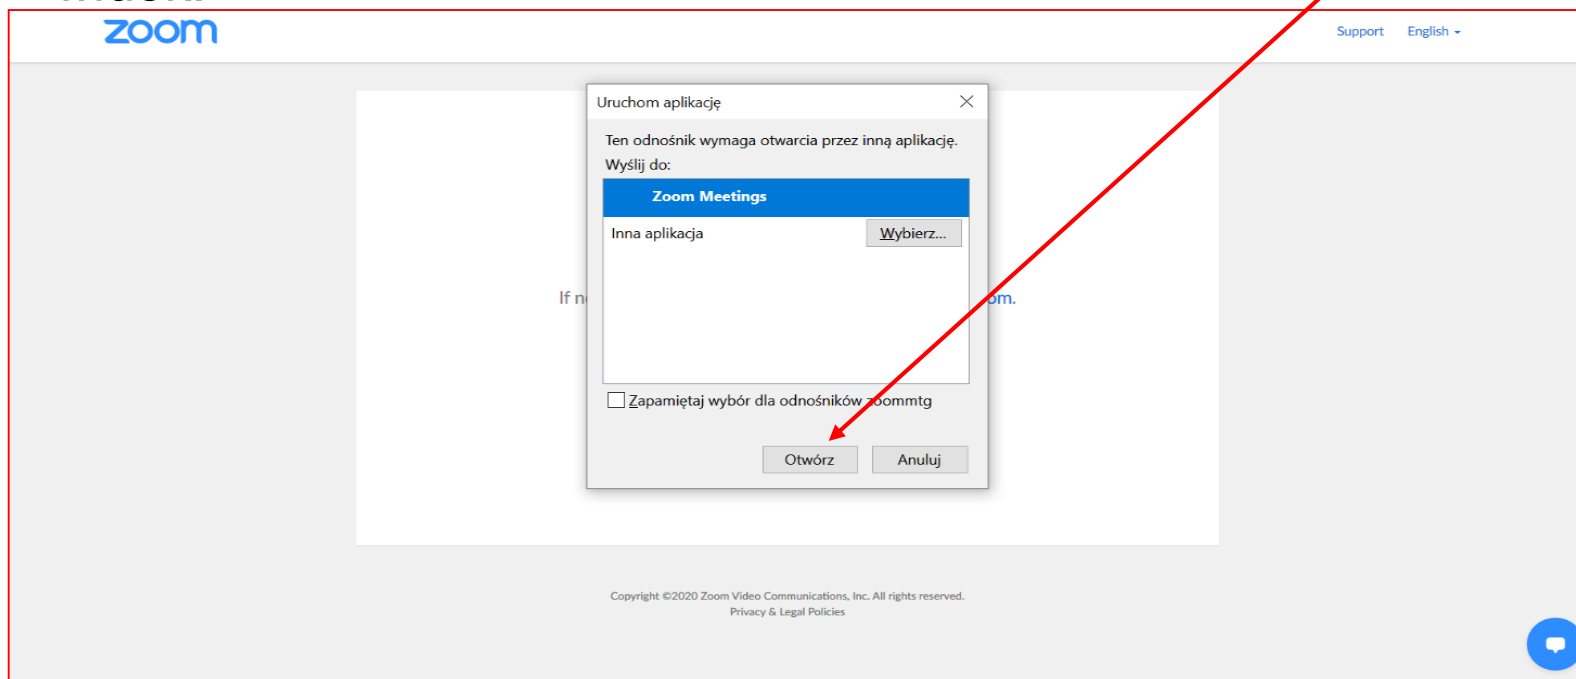 zoom
Support English
Uruchom aplikację
Ten odnośnik wymaga otwarcia przez inną aplikację.
Wyślij do:
Zoom Meetings
Inna aplikacja Wybierz...
If
Zapamiętaj wybór dla odnośników zoommtg
Otwórz Anuluj
Copyright ©2020 Zoom Video Communications, Inc. All rights reserved.
Privacy & Legal Policies